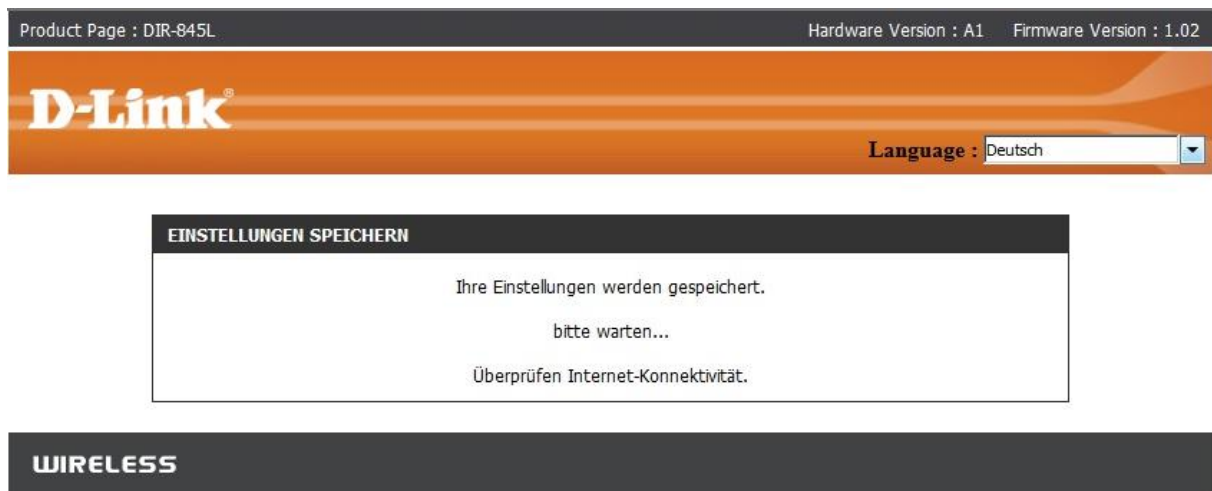 Product Page : DIR-845L Hardware Version : A1 Firmware Version : 1.02
D-Link®
Language : Deutsch
EINSTELLUNGEN SPEICHERN
Ihre Einstellungen werden gespeichert.
bitte warten...
Überprüfen Internet-Konnektivität.
WIRELESS